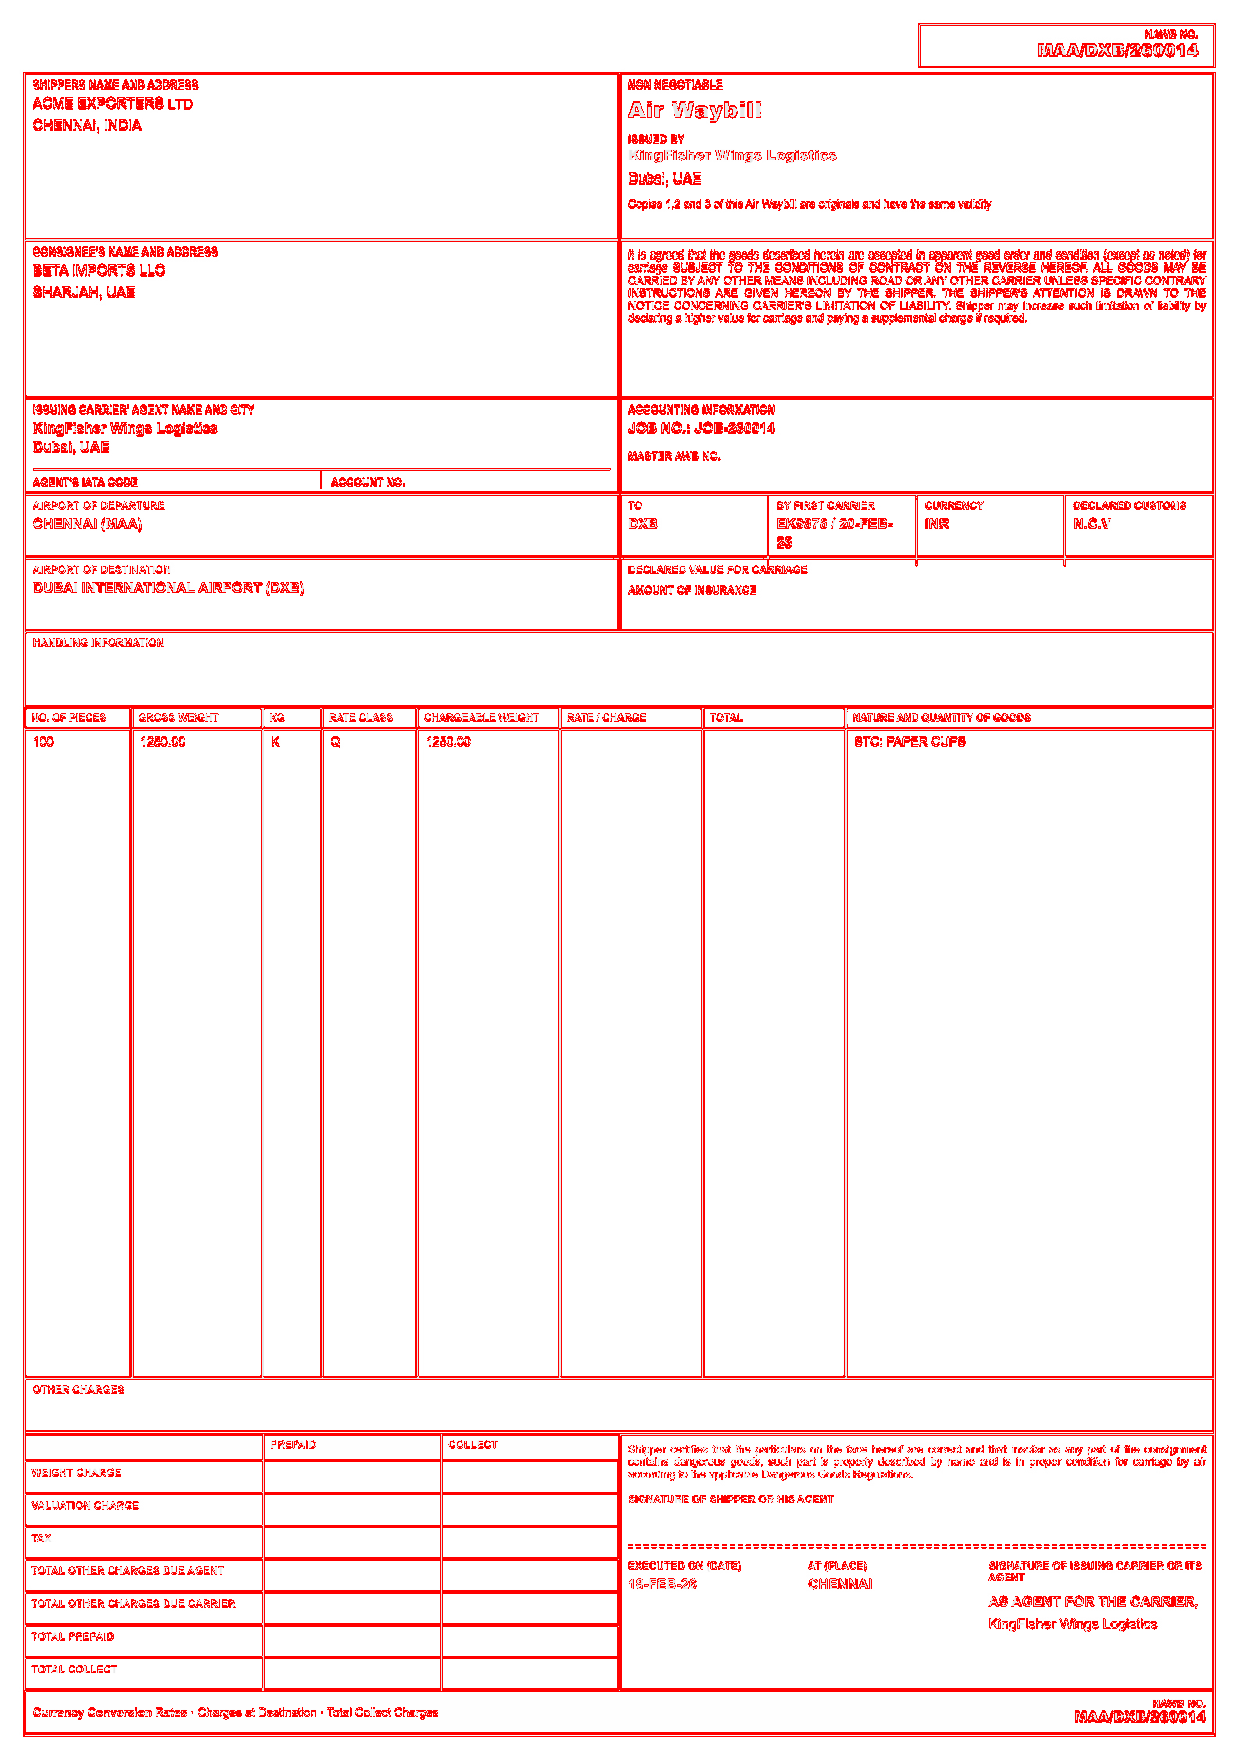 HAWB NO.
MAA/DXB/260014
SHIPPERS NAME AND ADDRESS
ACME EXPORTERS LTD
CHENNAI, INDIA
NON NEGOTIABLE
Air Waybill
ISSUED BY
KingFisher Wings Logistics
Dubai, UAE
Copies 1,2 and 3 of this Air Waybill are originals and have the same validity
CONSIGNEE'S NAME AND ADDRESS
BETA IMPORTS LLC
SHARJAH, UAE
It is agreed that the goods described herein are accepted in apparent good order and condition (except as noted) for
carriage SUBJECT TO THE CONDITIONS OF CONTRACT ON THE REVERSE HEREOF. ALL GOODS MAY BE
CARRIED BY ANY OTHER MEANS INCLUDING ROAD OR ANY OTHER CARRIER UNLESS SPECIFIC CONTRARY
INSTRUCTIONS ARE GIVEN HEREON BY THE SHIPPER. THE SHIPPER'S ATTENTION IS DRAWN TO THE
NOTICE CONCERNING CARRIER'S LIMITATION OF LIABILITY. Shipper may increase such limitation of liability by
declaring a higher value for carriage and paying a supplemental charge if required.
ISSUING CARRIER' AGENT NAME AND CITY
KingFisher Wings Logistics
Dubai, UAE
AGENT'S IATA CODE
ACCOUNT NO.
ACCOUNTING INFORMATION
JOB NO.: JOB-260014
MASTER AWB NO.
AIRPORT OF DEPARTURE
CHENNAI (MAA)
TO
DXB
BY FIRST CARRIER
/ 20-FEB-
26
CURRENCY
INR
DECLARED CUSTOMS
N.C.V
AIRPORT OF DESTINATION
DUBAI INTERNATIONAL AIRPORT (DXB)
DECLARED VALUE FOR CARRIAGE
AMOUNT OF INSURANCE
HANDLING INFORMATION
NO. OF PIECES
GROSS WEIGHT
KG
RATE CLASS
CHARGEABLE WEIGHT
RATE / CHARGE
TOTAL
NATURE AND QUANTITY OF GOODS
100
1250.00
K
Q
1250.00
STC: PAPER CUPS
OTHER CHARGES
PREPAID
COLLECT
WEIGHT CHARGE
VALUATION CHARGE
TAX
TOTAL OTHER CHARGES DUE AGENT
TOTAL OTHER CHARGES DUE CARRIER
TOTAL PREPAID
TOTAL COLLECT
Shipper certifies that the particulars on the face hereof are correct and that insofar as any part of the consignment
contains dangerous goods, such part is properly described by name and is in proper condition for carriage by air
according to the applicable Dangerous Goods Regulations.
SIGNATURE OF SHIPPER OR HIS AGENT
EXECUTED ON (DATE)
AT (PLACE)
CHENNAI
SIGNATURE OF ISSUING CARRIER OR ITS
AGENT
AS AGENT FOR THE CARRIER,
KingFisher Wings Logistics
Currency Conversion Rates · Charges at Destination · Total Collect Charges
HAWB NO.
MAA/DXB/260014